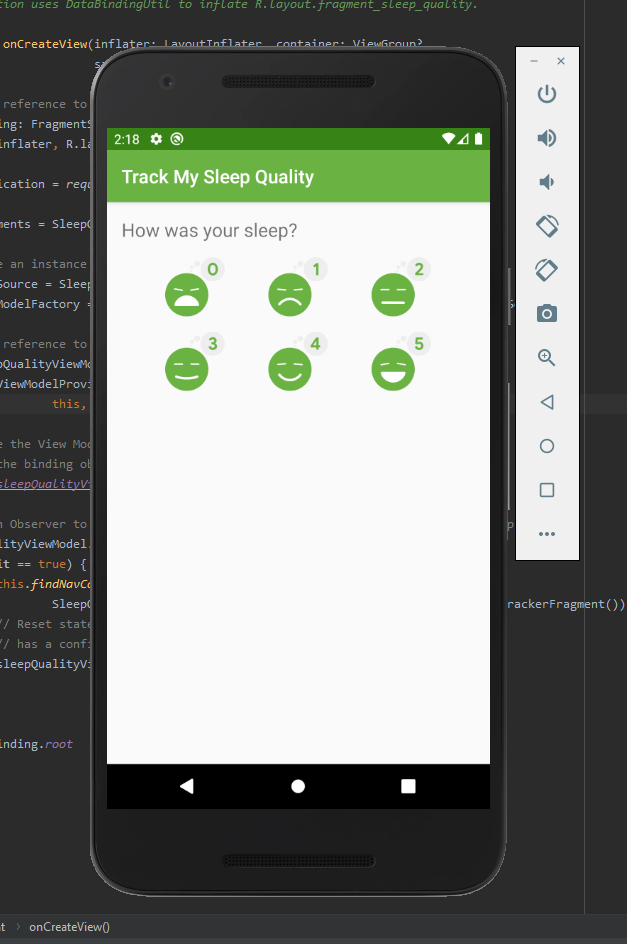 tion uses DataBindingUtil to inflate R.layout.fragment_sleep_quality.
onCreateView(inflater: LayoutInflater, container: ViewGroup?
reference to
ing: FragmentS
inflater, R.la
ication = requ
ments = SleepQ
e an instance
Source = Sleep
ModelFactory =
reference to
pQualityViewMo
ViewModelProvi
this,
e the View Mod
the binding ob
sleepQualityVi
n Observer to
lityViewModel.
it == true) {
this.findNavCo
SleepQ
rackerFragment())
// Reset state
// has a confi
sleepQualityVi
inding.root
2:18
Track My Sleep Quality
How was your sleep?
0 1 2
3 4 5
nt > onCreateView()